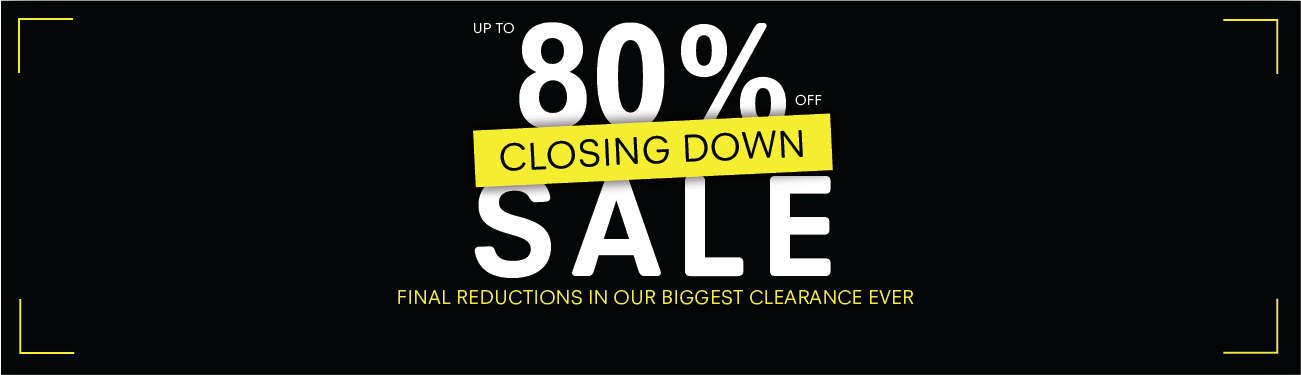 UP TO
80%
OFF
CLOSING DOWN
SALE
FINAL REDUCTIONS IN OUR BIGGEST CLEARANCE EVER